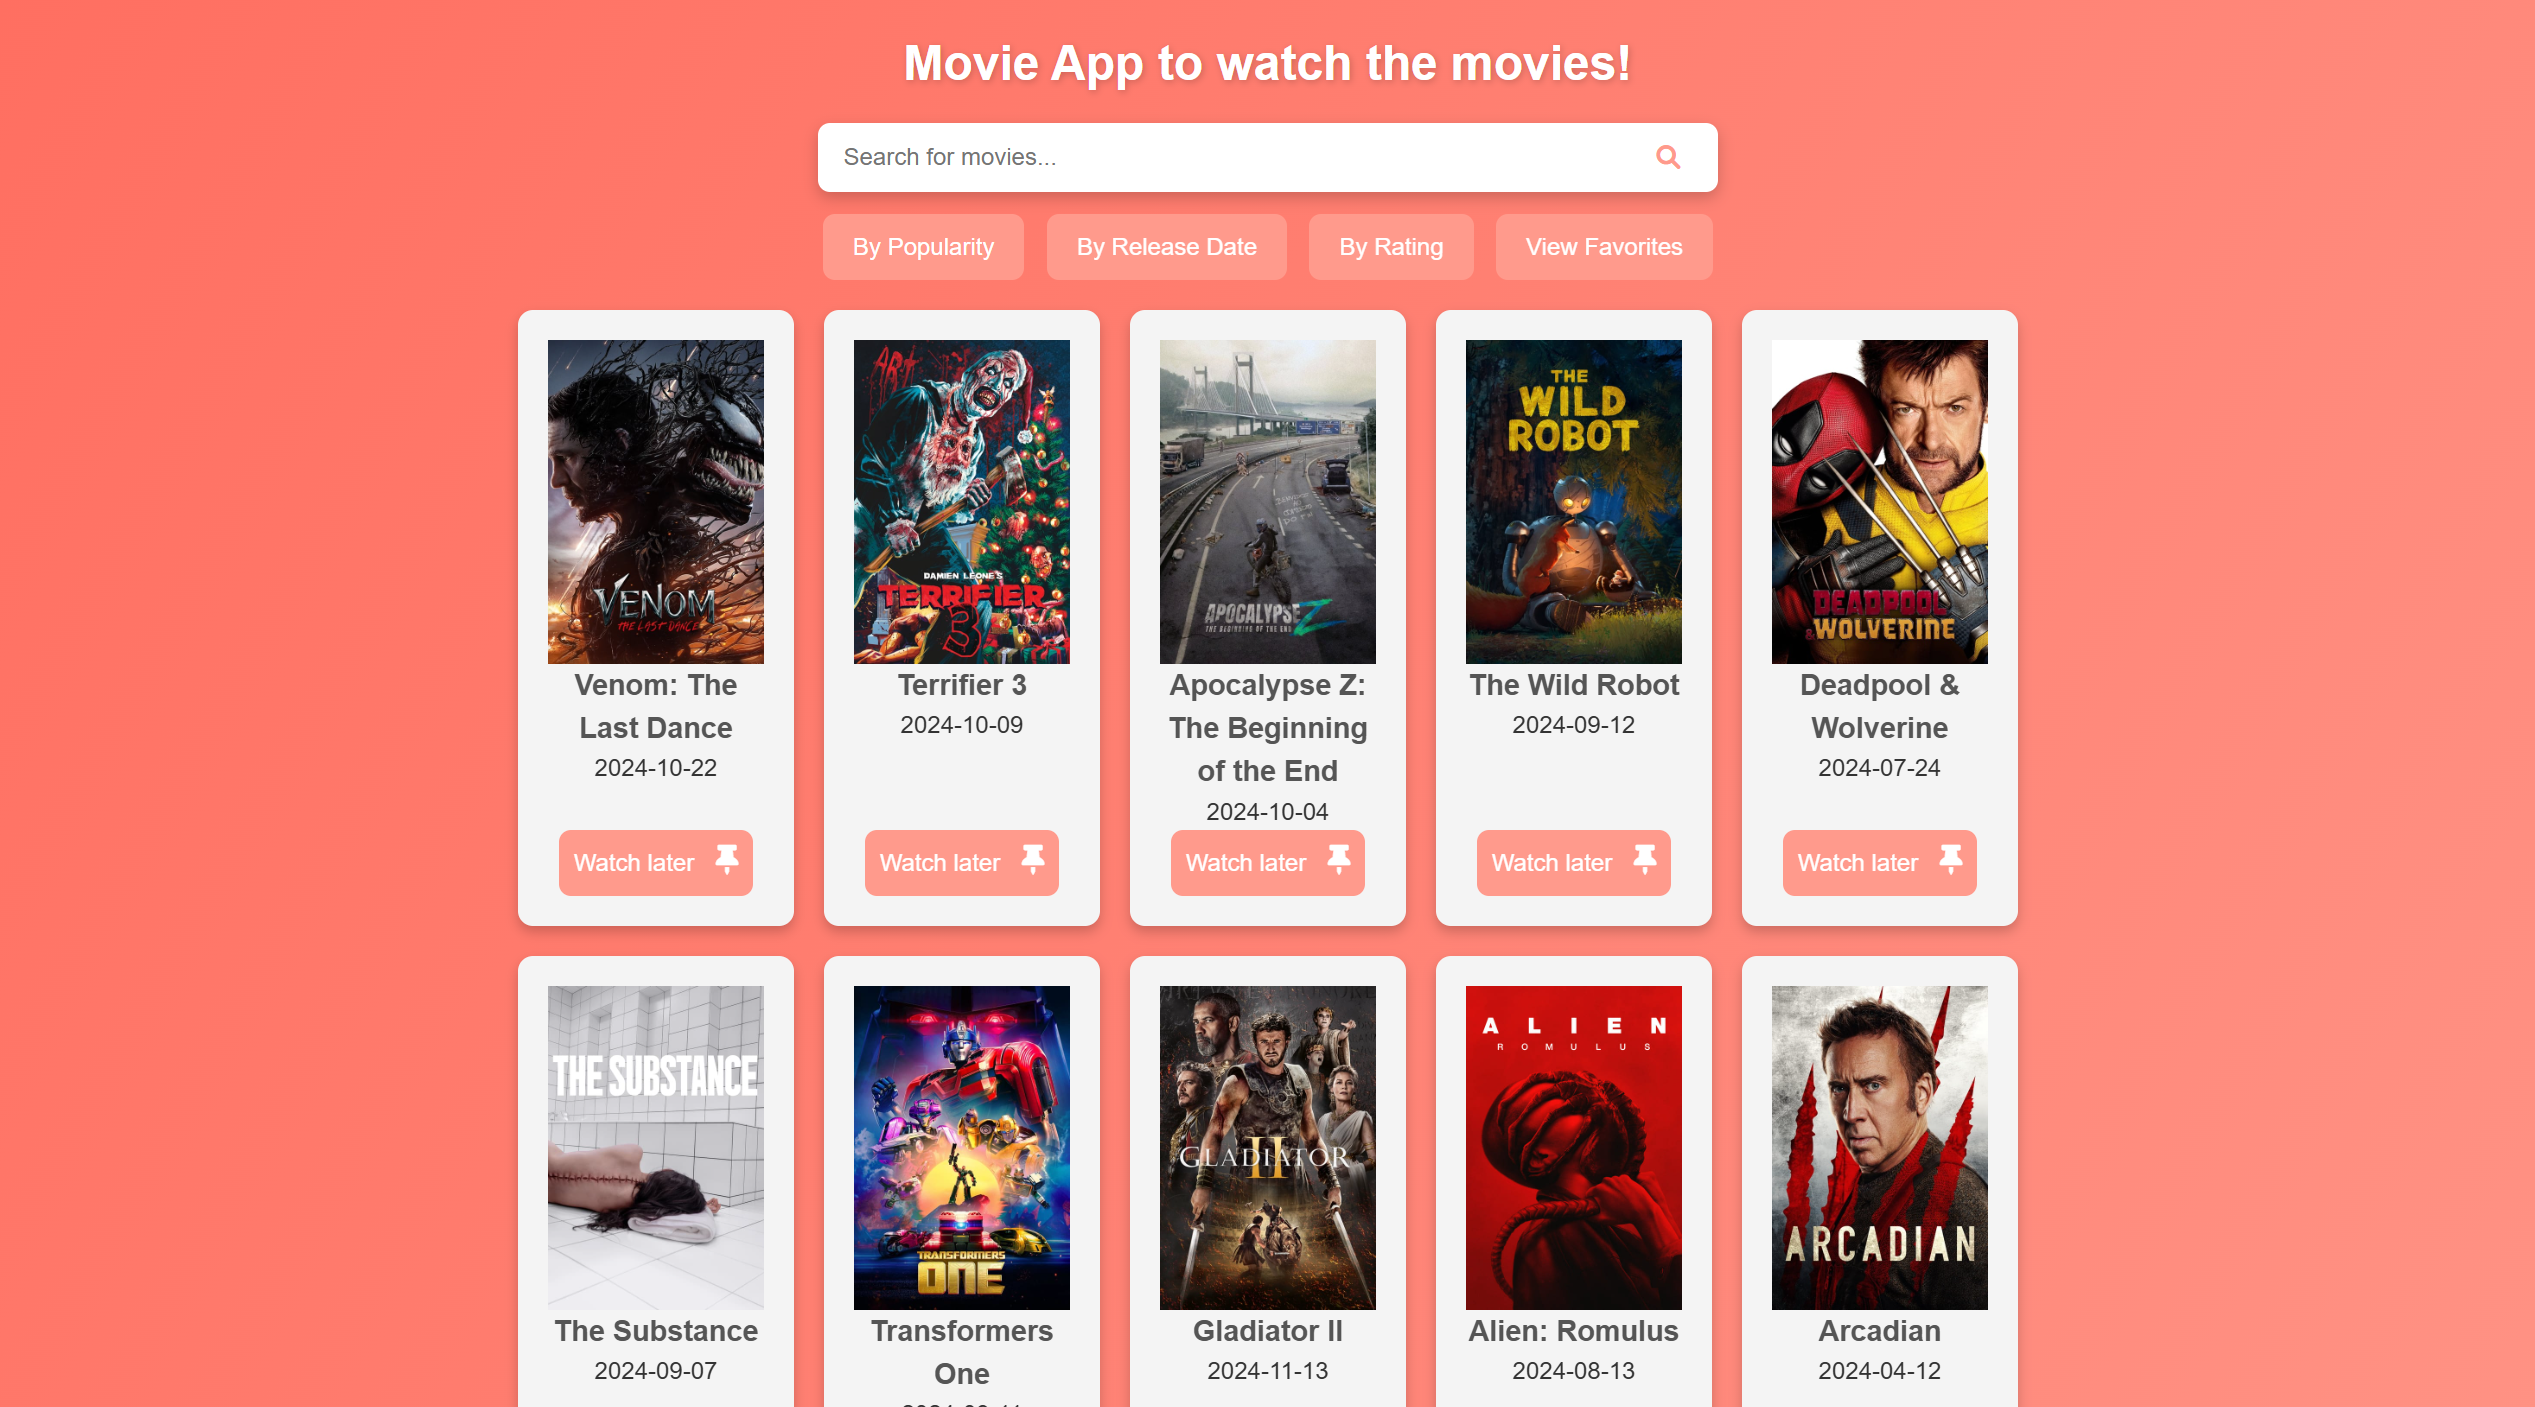 Movie App to watch the movies!
Search for movies...
By Popularity
By Release Date
By Rating
View Favorites
VENOM
THE LAST DANCE
Venom: The
Last Dance
2024-10-22
Watch later
ART
DAMIEN LEONE'S
TERRIFIER
3
Terrifier 3
2024-10-09
Watch later
APOCALYPSE Z
THE BEGINNING OF THE END
Apocalypse Z:
The Beginning
of the End
2024-10-04
Watch later
THE
WILD
ROBOT
The Wild Robot
2024-09-12
Watch later
DEADPOOL
& WOLVERINE
Deadpool &
Wolverine
2024-07-24
Watch later
THE SUBSTANCE
The Substance
2024-09-07
TRANSFORMERS
ONE
Transformers
One
GLADIATOR
II
Gladiator II
2024-11-13
ALIEN
ROMULUS
Alien: Romulus
2024-08-13
ARCADIAN
Arcadian
2024-04-12